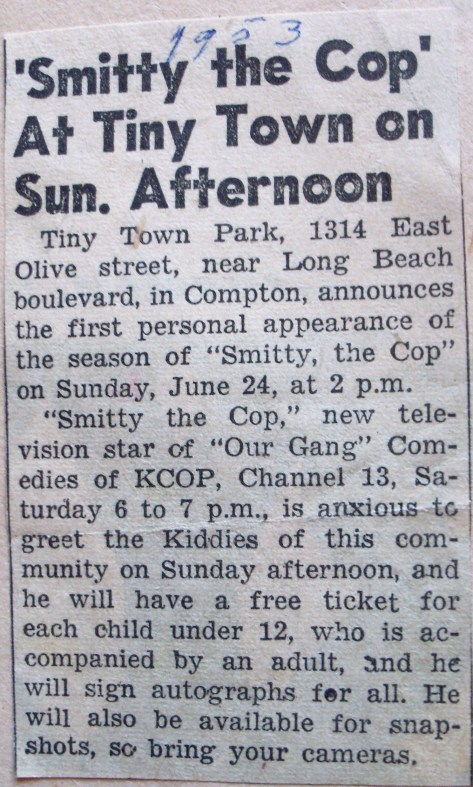 1953
'Smitty the Cop'
At Tiny Town on
Sun. Afternoon
Tiny Town Park, 1314 East
Olive street, near Long Beach
boulevard, in Compton, announces
the first personal appearance of
the season of "Smitty, the Cop"
on Sunday, June 24, at 2 p.m.
"Smitty the Cop," new tele-
vision star of "Our Gang" Com-
edies of KCOP, Channel 13, Sa-
turday 6 to 7 p.m., is anxious to
greet the Kiddies of this com-
munity on Sunday afternoon, and
he will have a free ticket for
each child under 12, who is ac-
companied by an adult, and he
will sign autographs for all. He
will also be available for snap-
shots, so bring your cameras.